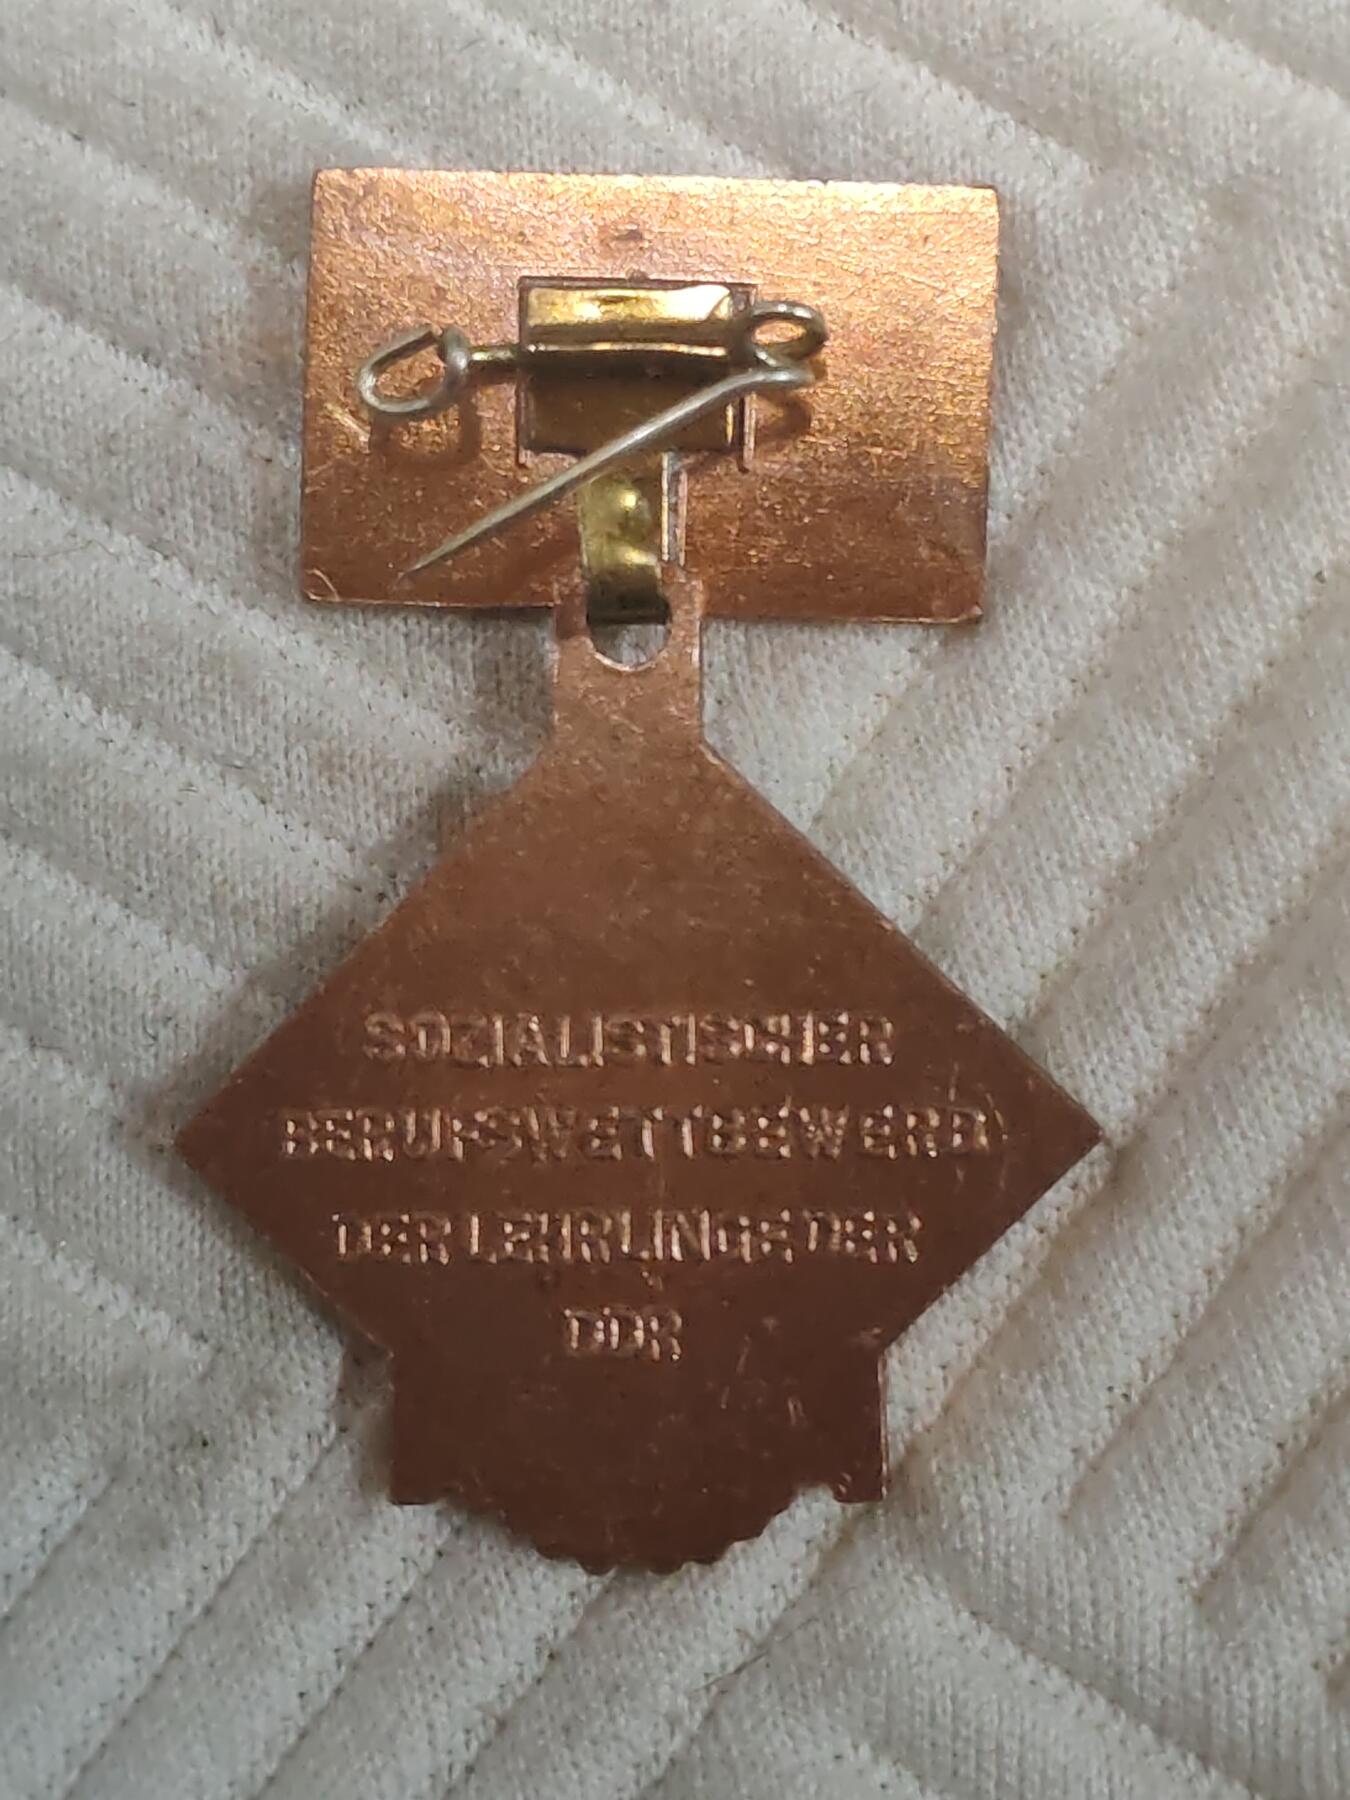 SOZIALISTISCHER
BERUFSWETTBEWERB
DER LEHRLINGE DER
DDR